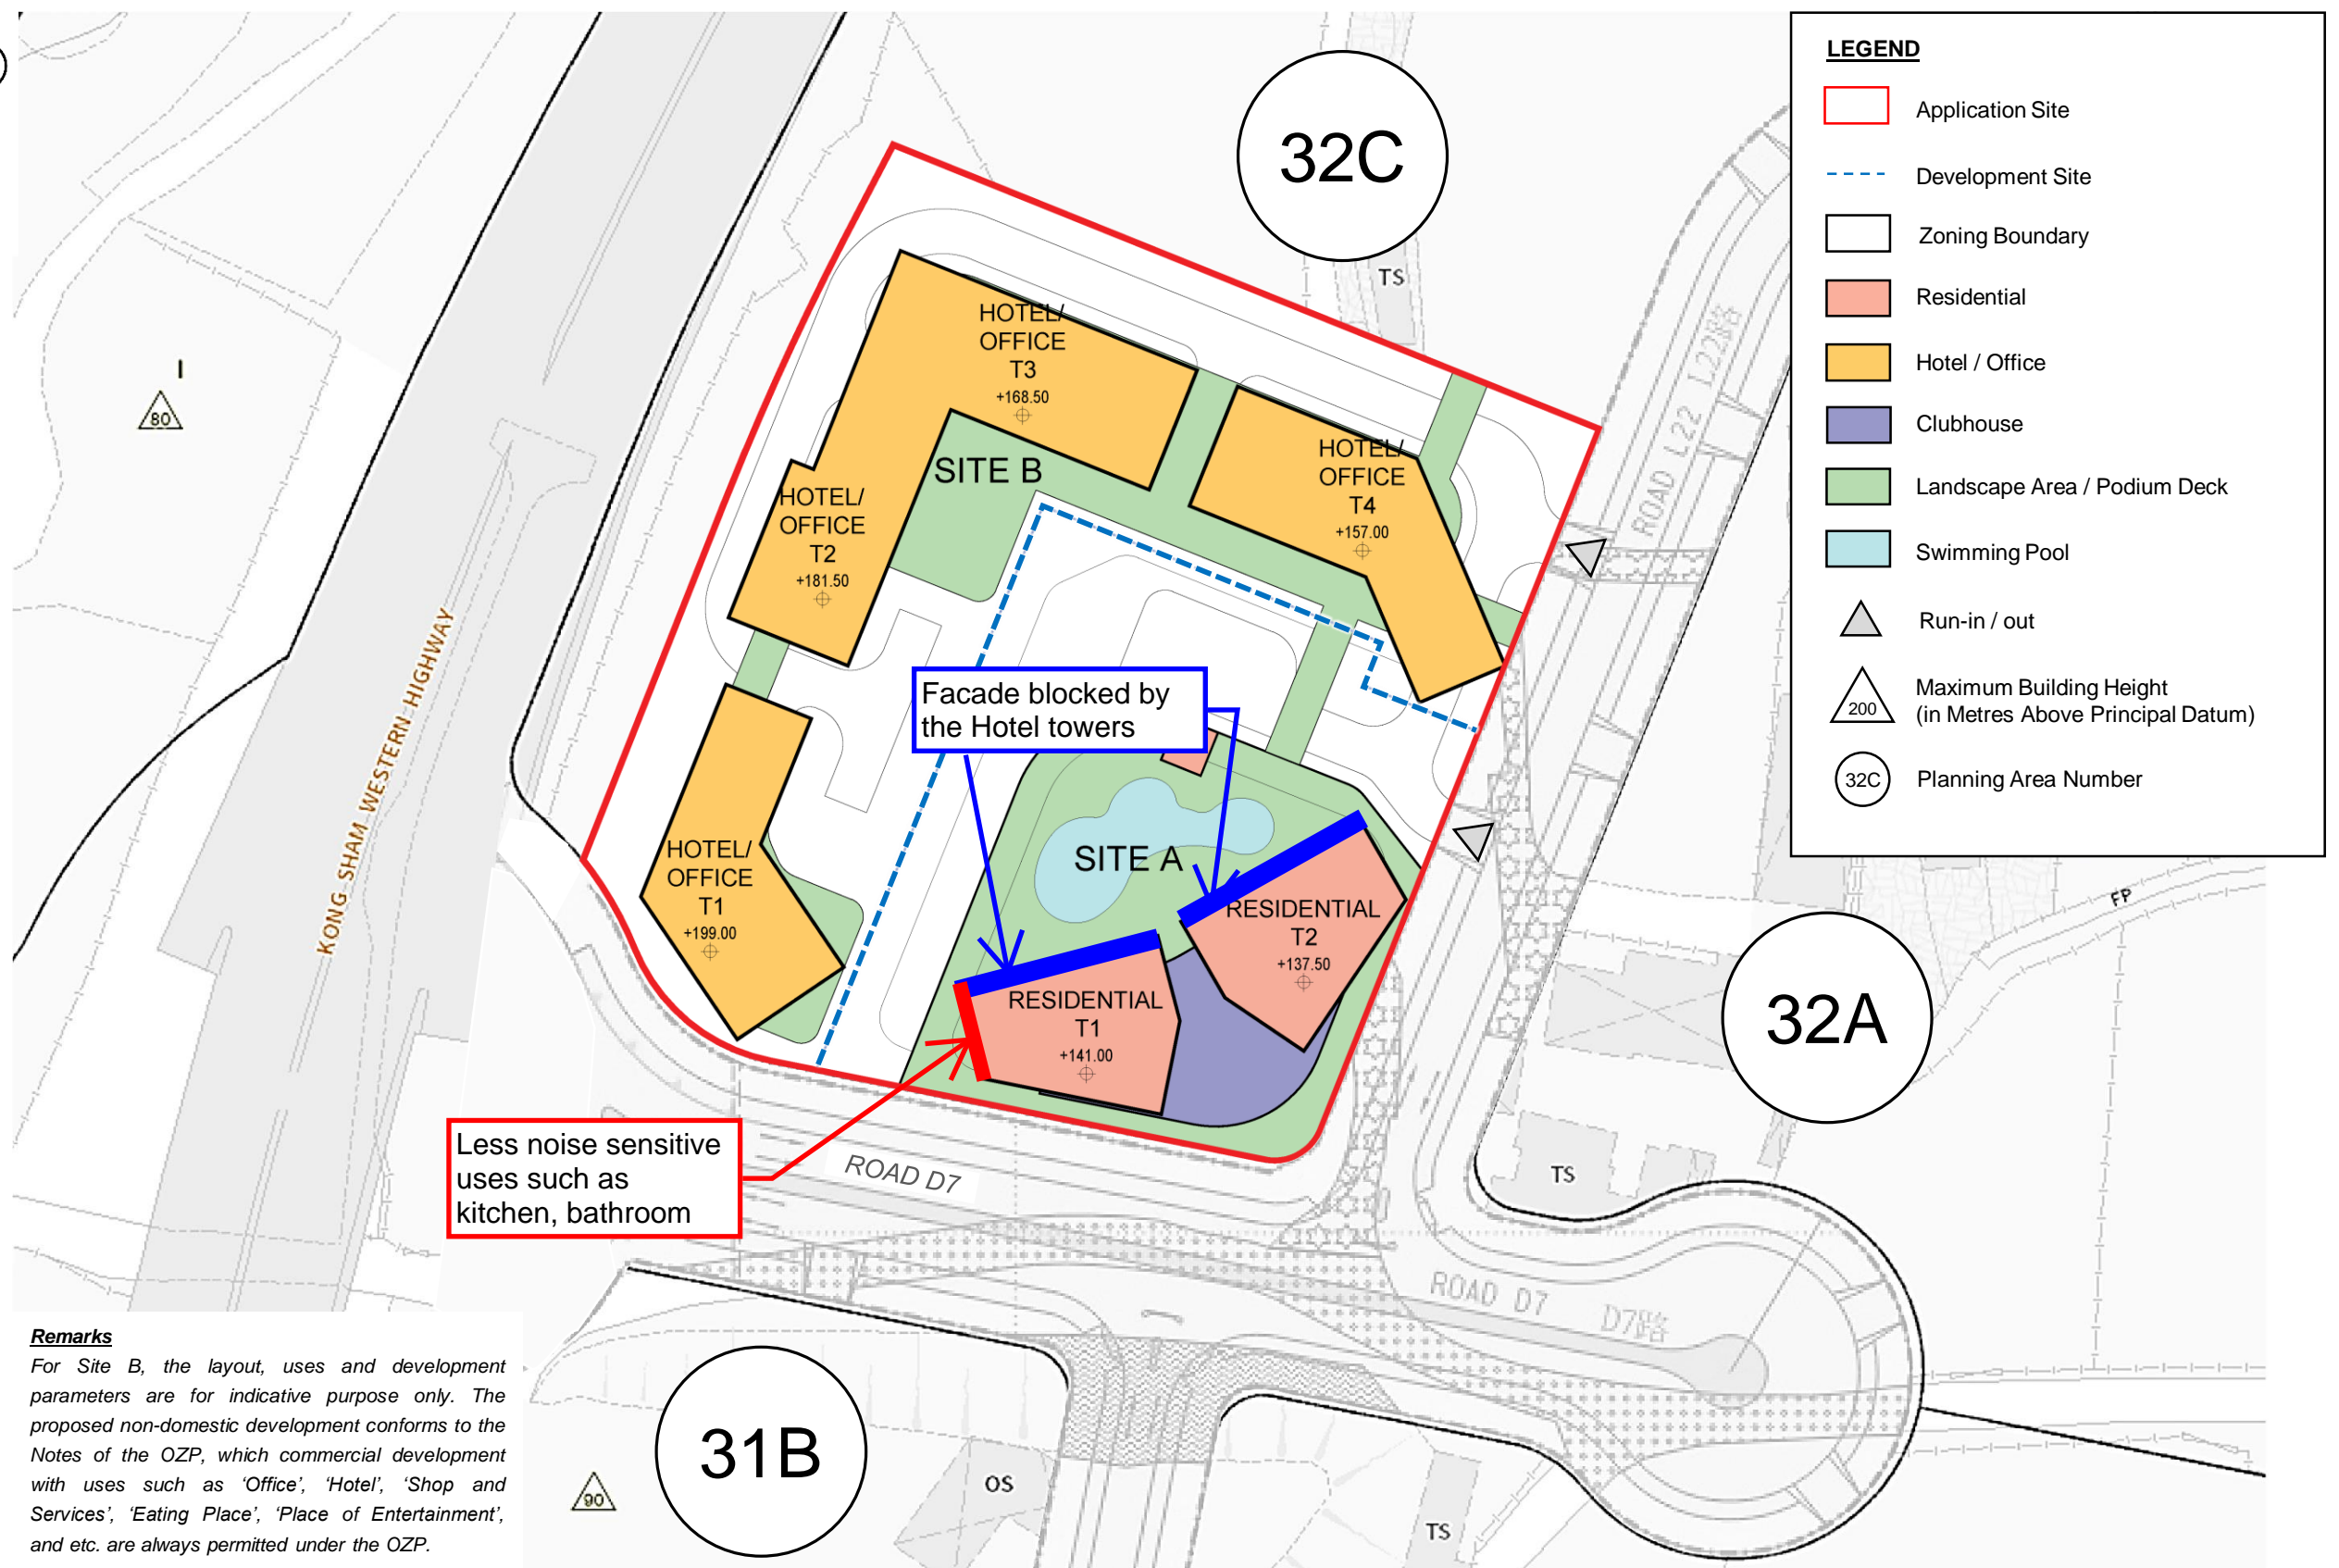 32C
TS
I
80
HOTEL/
OFFICE
T3
+168.50
SITE B
HOTEL/
OFFICE
T4
+157.00
HOTEL/
OFFICE
T2
+181.50
ROAD L22 L22路
KONG SHAM WESTERN HIGHWAY
Facade blocked by
the Hotel towers
HOTEL/
OFFICE
T1
+199.00
SITE A
RESIDENTIAL
T2
+137.50
RESIDENTIAL
T1
+141.00
32A
FP
Less noise sensitive
uses such as
kitchen, bathroom
ROAD D7
TS
ROAD D7 D7路
31B
90
OS
TS
LEGEND
Application Site
Development Site
Zoning Boundary
Residential
Hotel / Office
Clubhouse
Landscape Area / Podium Deck
Swimming Pool
Run-in / out
200
Maximum Building Height
(in Metres Above Principal Datum)
32C
Planning Area Number
Remarks
For Site B, the layout, uses and development
parameters are for indicative purpose only. The
proposed non-domestic development conforms to the
Notes of the OZP, which commercial development
with uses such as ‘Office’, ‘Hotel’, ‘Shop and
Services’, ‘Eating Place’, ‘Place of Entertainment’,
and etc. are always permitted under the OZP.